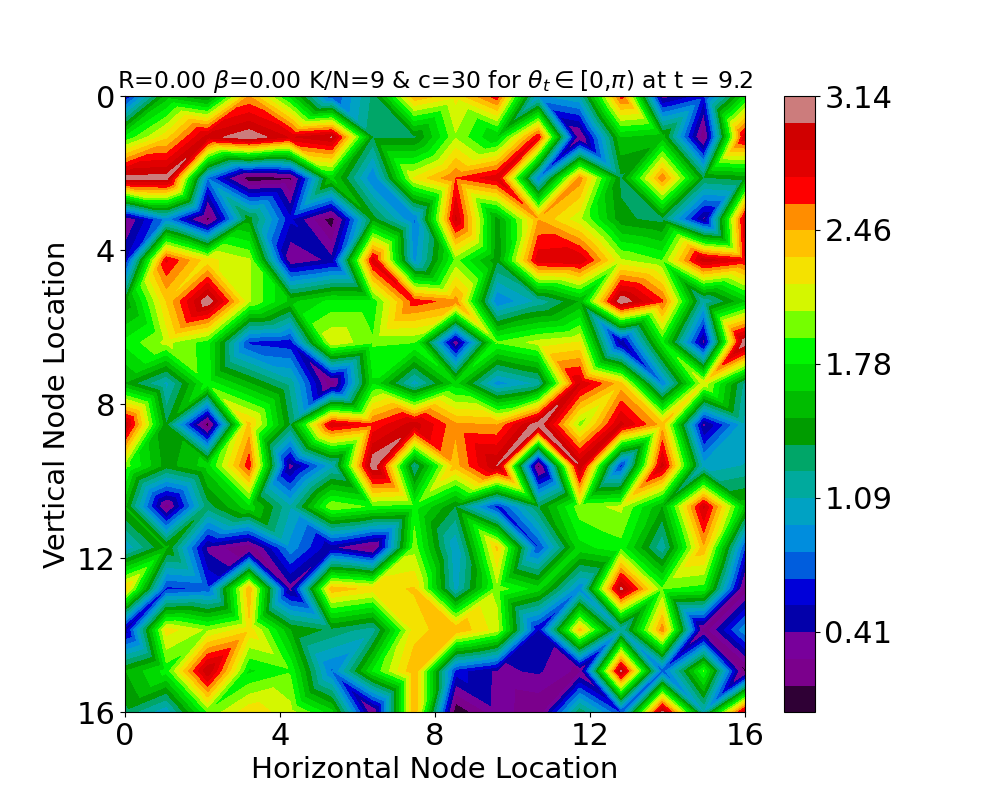 R=0.00 β=0.00 K/N=9 & c=30 for θₜ∈[0,π) at t = 9.2
0
3.14
2.46
4
1.78
8
1.09
12
0.41
16
0 4 8 12 16
Vertical Node Location
Horizontal Node Location